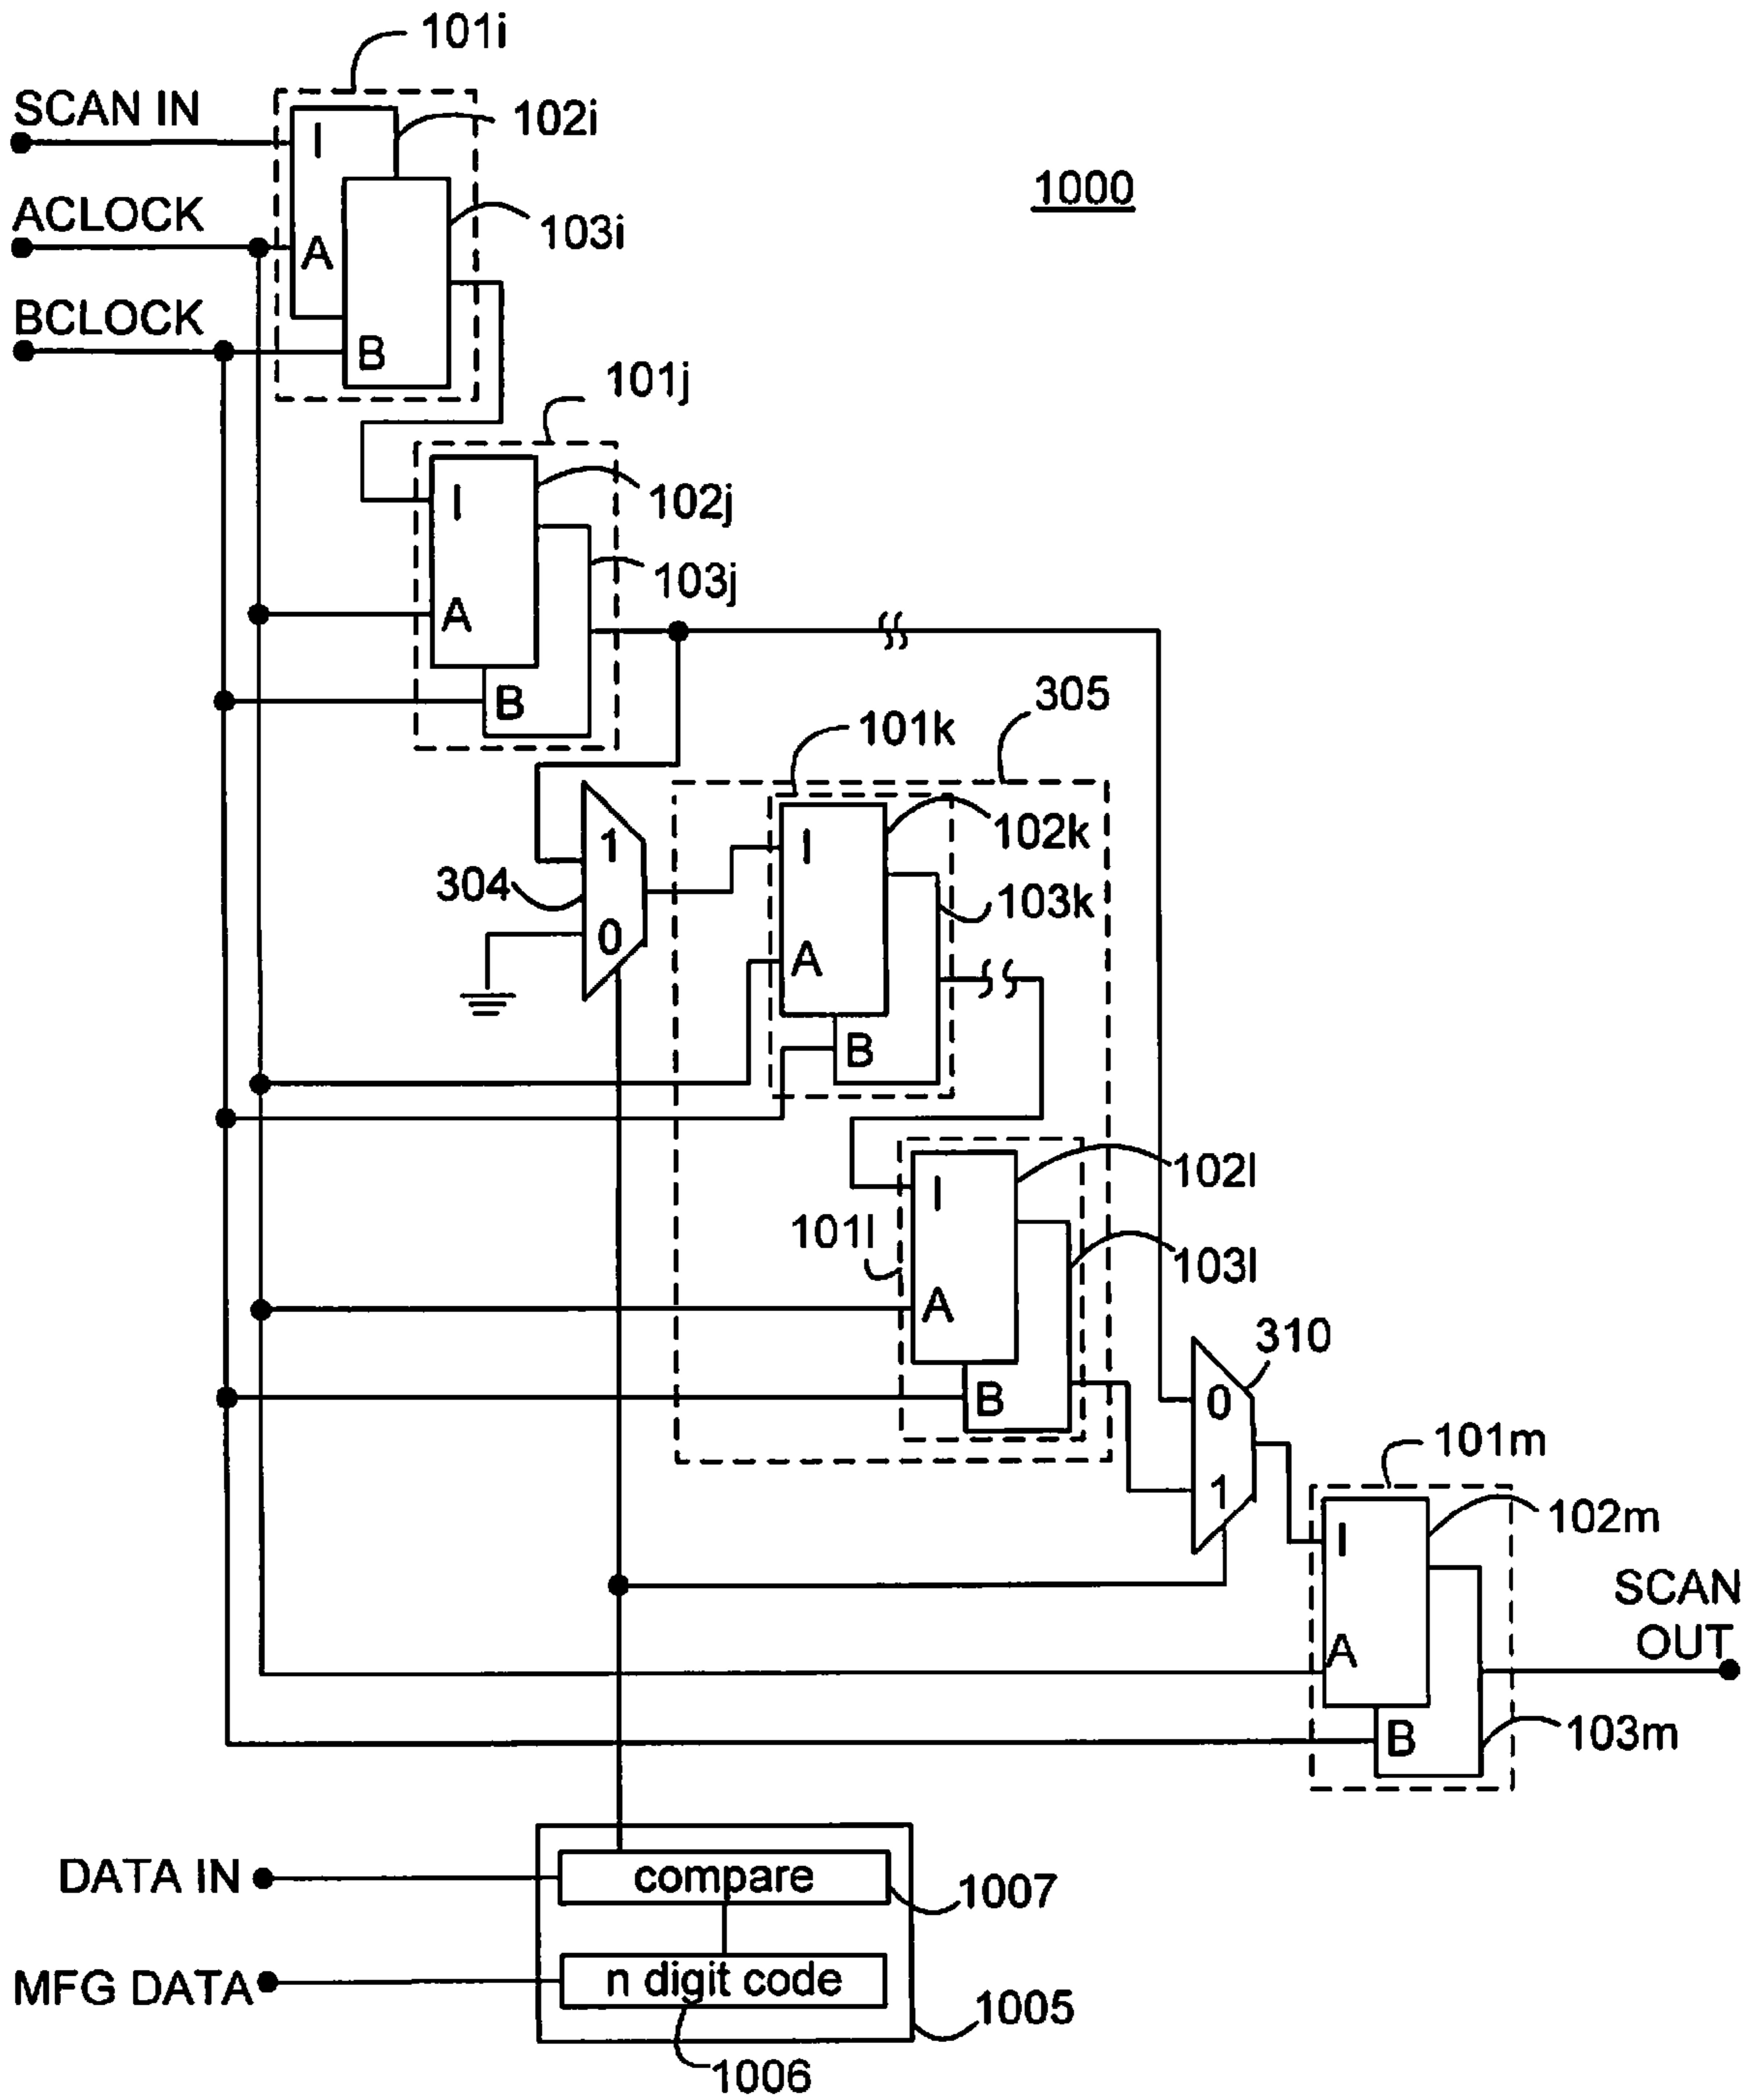 101i
SCAN IN
I
102i
1000
ACLOCK
A
103i
BCLOCK
B
101j
I
102j
103j
A
B
305
101k
1
I
102k
304
103k
0
A
B
102l
I
101l
103l
A
310
B
0
101m
1
102m
I
SCAN
OUT
A
B
103m
DATA IN
compare
1007
MFG DATA
n digit code
1005
1006